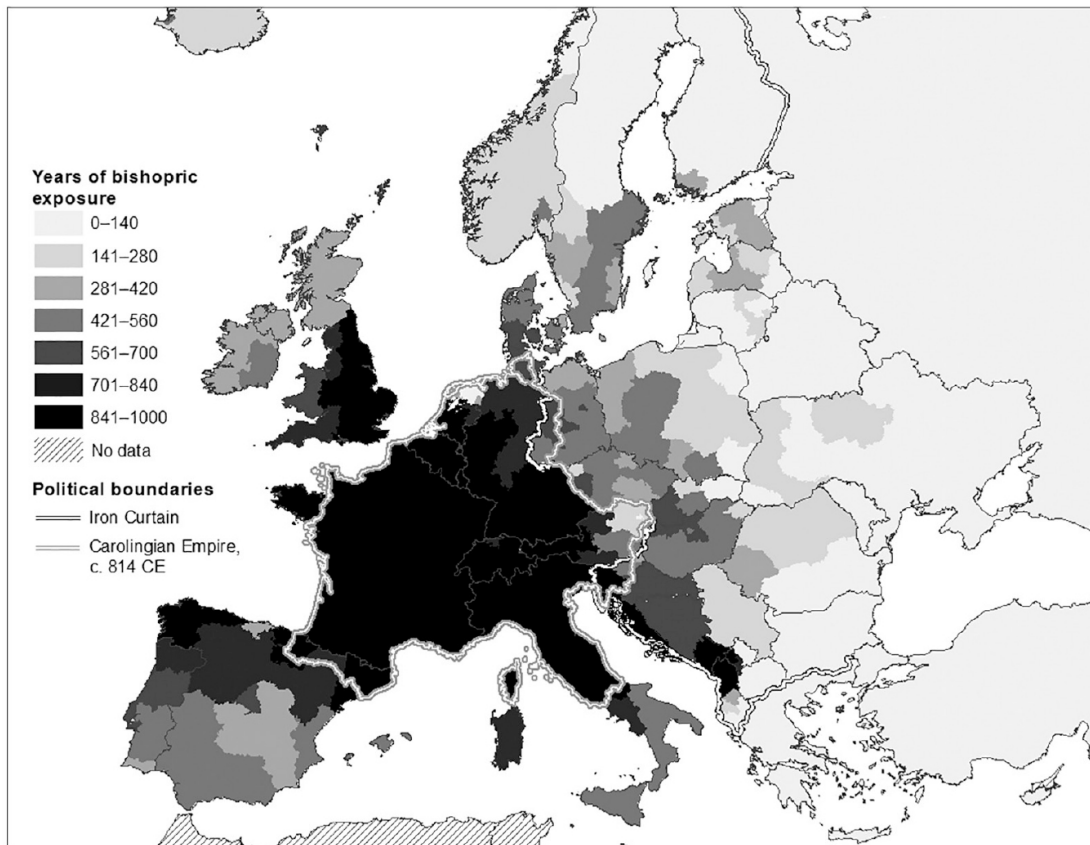 Years of bishopric
exposure
0–140
141–280
281–420
421–560
561–700
701–840
841–1000
No data
Political boundaries
Iron Curtain
Carolingian Empire,
c. 814 CE